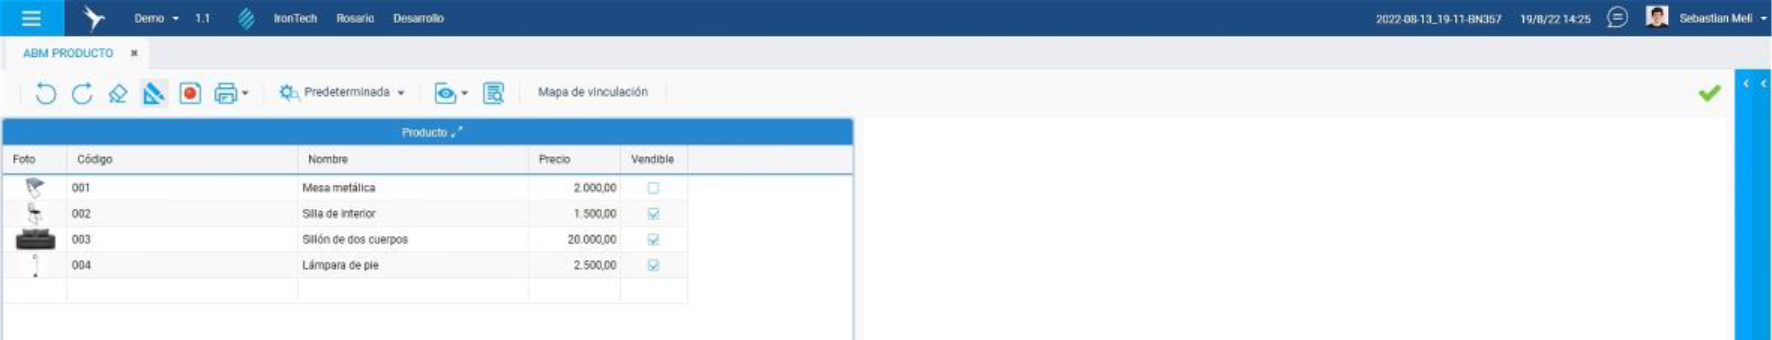 Demo 1.1 IronTech Rosario Desarrollo 2022-08-13_19-11-BN357 19/8/22 14:25 Sebastian Meli
ABM PRODUCTO
Predeterminada Mapa de vinculación
Producto
Foto Código Nombre Precio Vendible
001 Mesa metálica 2.000,00
002 Silla de interior 1.500,00
003 Sillón de dos cuerpos 20.000,00
004 Lámpara de pie 2.500,00